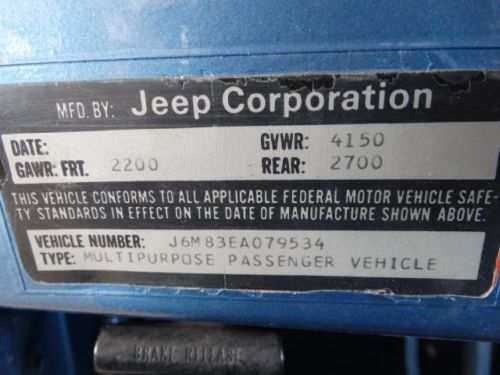 MFD. BY: Jeep Corporation
DATE: GVWR: 4150
GAWR: FRT. 2200 REAR: 2700
THIS VEHICLE CONFORMS TO ALL APPLICABLE FEDERAL MOTOR VEHICLE SAFE-
TY STANDARDS IN EFFECT ON THE DATE OF MANUFACTURE SHOWN ABOVE.
VEHICLE NUMBER: J6M83EA079534
TYPE: MULTIPURPOSE PASSENGER VEHICLE
BRAKE RELEASE